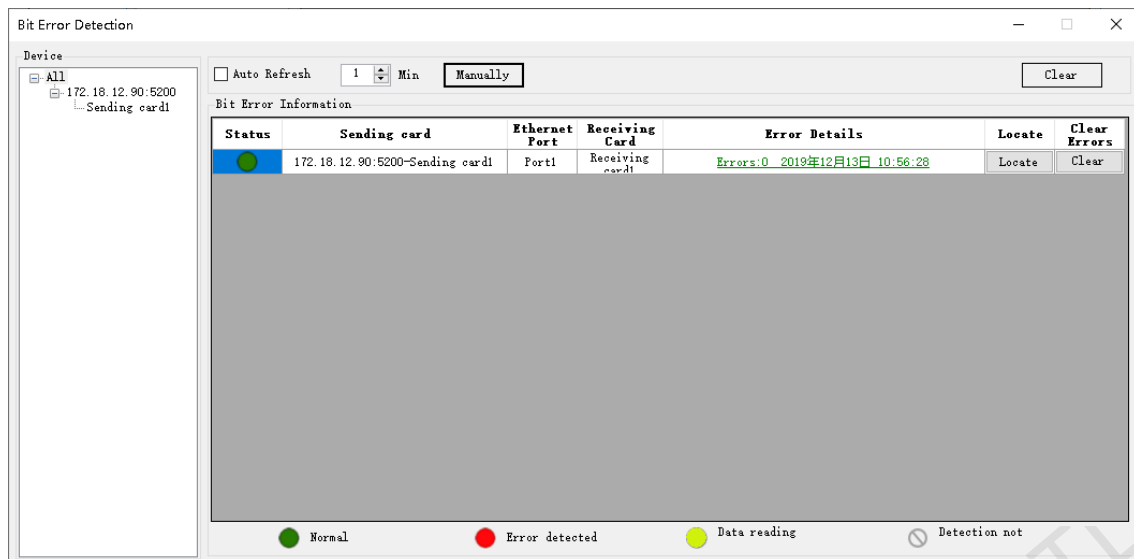 Bit Error Detection
Device
All
172.18.12.90:5200
Sending card1
Auto Refresh 1 Min Manually Clear
Bit Error Information
Status Sending card Ethernet Port Receiving Card Error Details Locate Clear Errors
172.18.12.90:5200-Sending card1 Port1 Receiving card1 Errors:0 2019年12月13日 10:56:28 Locate Clear
Normal Error detected Data reading Detection not